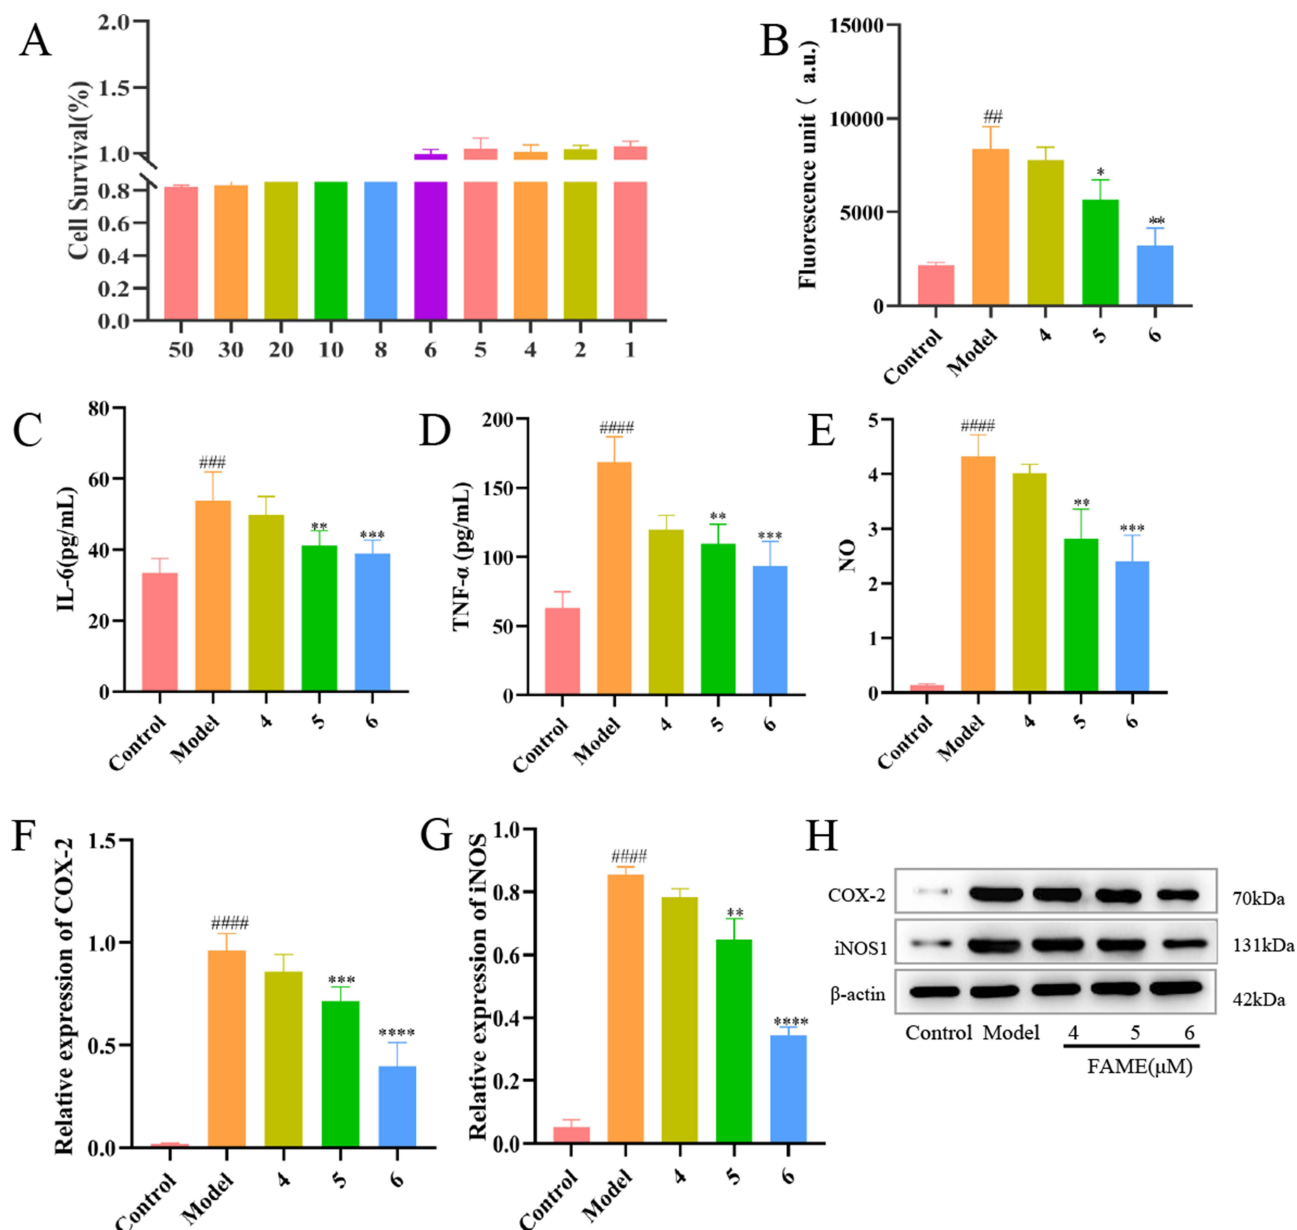 A
Cell Survival(%)
2.0
1.5
1.0
0.8
0.6
0.4
0.2
0.0
50 30 20 10 8 6 5 4 2 1
B
Fluorescence unit ( a.u.)
15000
10000
5000
0
##
*
**
Control Model 4 5 6
C
IL-6(pg/mL)
80
60
40
20
0
###
**
***
Control Model 4 5 6
D
TNF-α (pg/mL)
200
150
100
50
0
####
**
***
Control Model 4 5 6
E
NO
5
4
3
2
1
0
####
**
***
Control Model 4 5 6
F
Relative expression of COX-2
1.5
1.0
0.5
0.0
####
***
****
Control Model 4 5 6
G
Relative expression of iNOS
1.0
0.8
0.6
0.4
0.2
0.0
####
**
****
Control Model 4 5 6
H
COX-2 70kDa
iNOS1 131kDa
β-actin 42kDa
Control Model 4 5 6
FAME(μM)